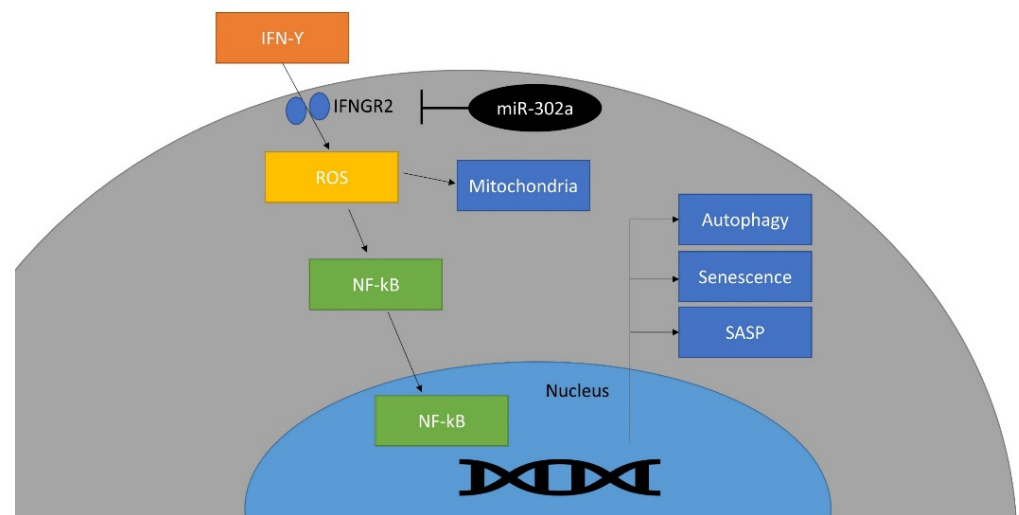 IFN-Y
IFNGR2
miR-302a
ROS
Mitochondria
Autophagy
NF-kB
Senescence
SASP
Nucleus
NF-kB